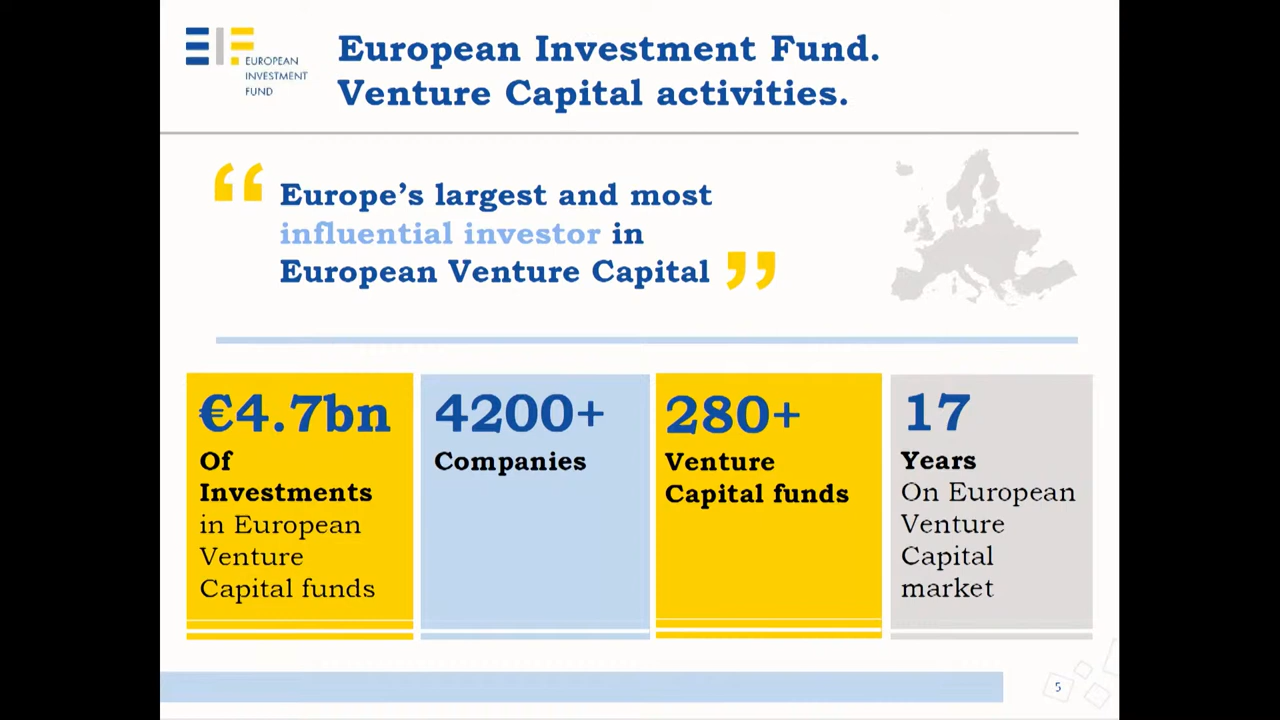 EIF
EUROPEAN
INVESTMENT
FUND
European Investment Fund.
Venture Capital activities.
“
Europe’s largest and most
influential investor in
European Venture Capital ”
€4.7bn
Of
Investments
in European
Venture
Capital funds
4200+
Companies
280+
Venture
Capital funds
17
Years
On European
Venture
Capital
market
5